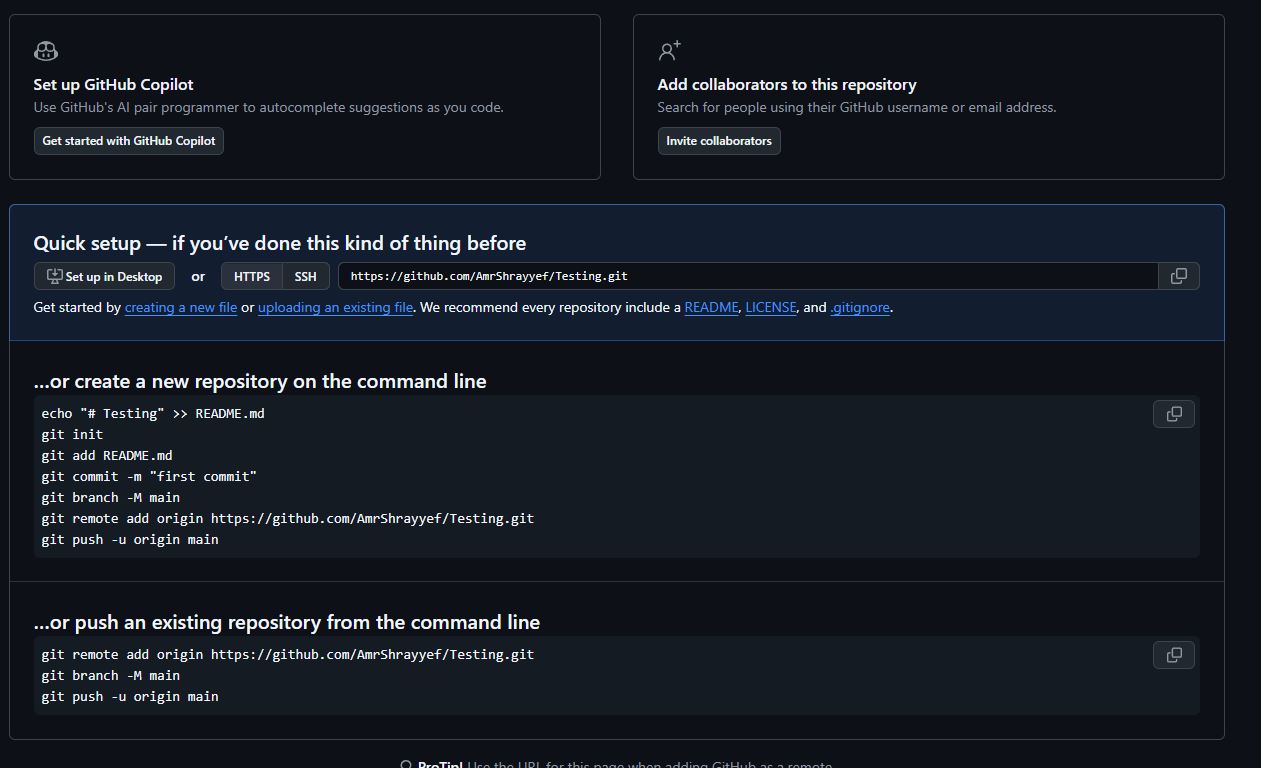 Set up GitHub Copilot
Use GitHub's AI pair programmer to autocomplete suggestions as you code.
Get started with GitHub Copilot
Add collaborators to this repository
Search for people using their GitHub username or email address.
Invite collaborators
Quick setup — if you’ve done this kind of thing before
Set up in Desktop or HTTPS SSH https://github.com/AmrShrayyef/Testing.git
Get started by creating a new file or uploading an existing file. We recommend every repository include a README, LICENSE, and .gitignore.
…or create a new repository on the command line
echo "# Testing" >> README.md
git init
git add README.md
git commit -m "first commit"
git branch -M main
git remote add origin https://github.com/AmrShrayyef/Testing.git
git push -u origin main
…or push an existing repository from the command line
git remote add origin https://github.com/AmrShrayyef/Testing.git
git branch -M main
git push -u origin main
ProTip! Use the URL for this page when adding GitHub as a remote.